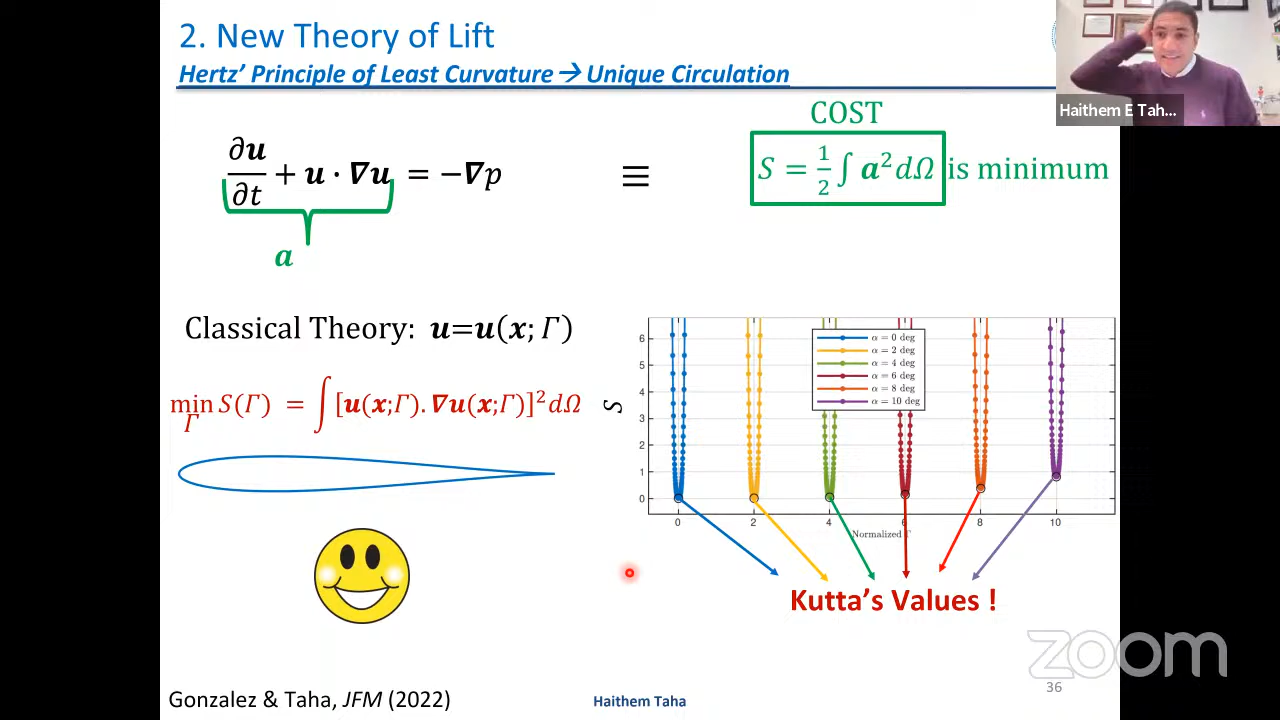 2. New Theory of Lift
Hertz' Principle of Least Curvature → Unique Circulation
Haithem E Tah...
COST
∂u/∂t + u · ∇u = −∇p
≡
S = 1/2 ∫ a² dΩ is minimum
a
Classical Theory: u=u(x; Γ)
min S(Γ) = ∫ [u(x;Γ). ∇u(x;Γ)]² dΩ
Γ
S
6
5
4
3
2
1
0
α = 0 deg
α = 2 deg
α = 4 deg
α = 6 deg
α = 8 deg
α = 10 deg
0 2 4 6 8 10
Normalized Γ
Kutta's Values !
zoom
36
Gonzalez & Taha, JFM (2022)
Haithem Taha